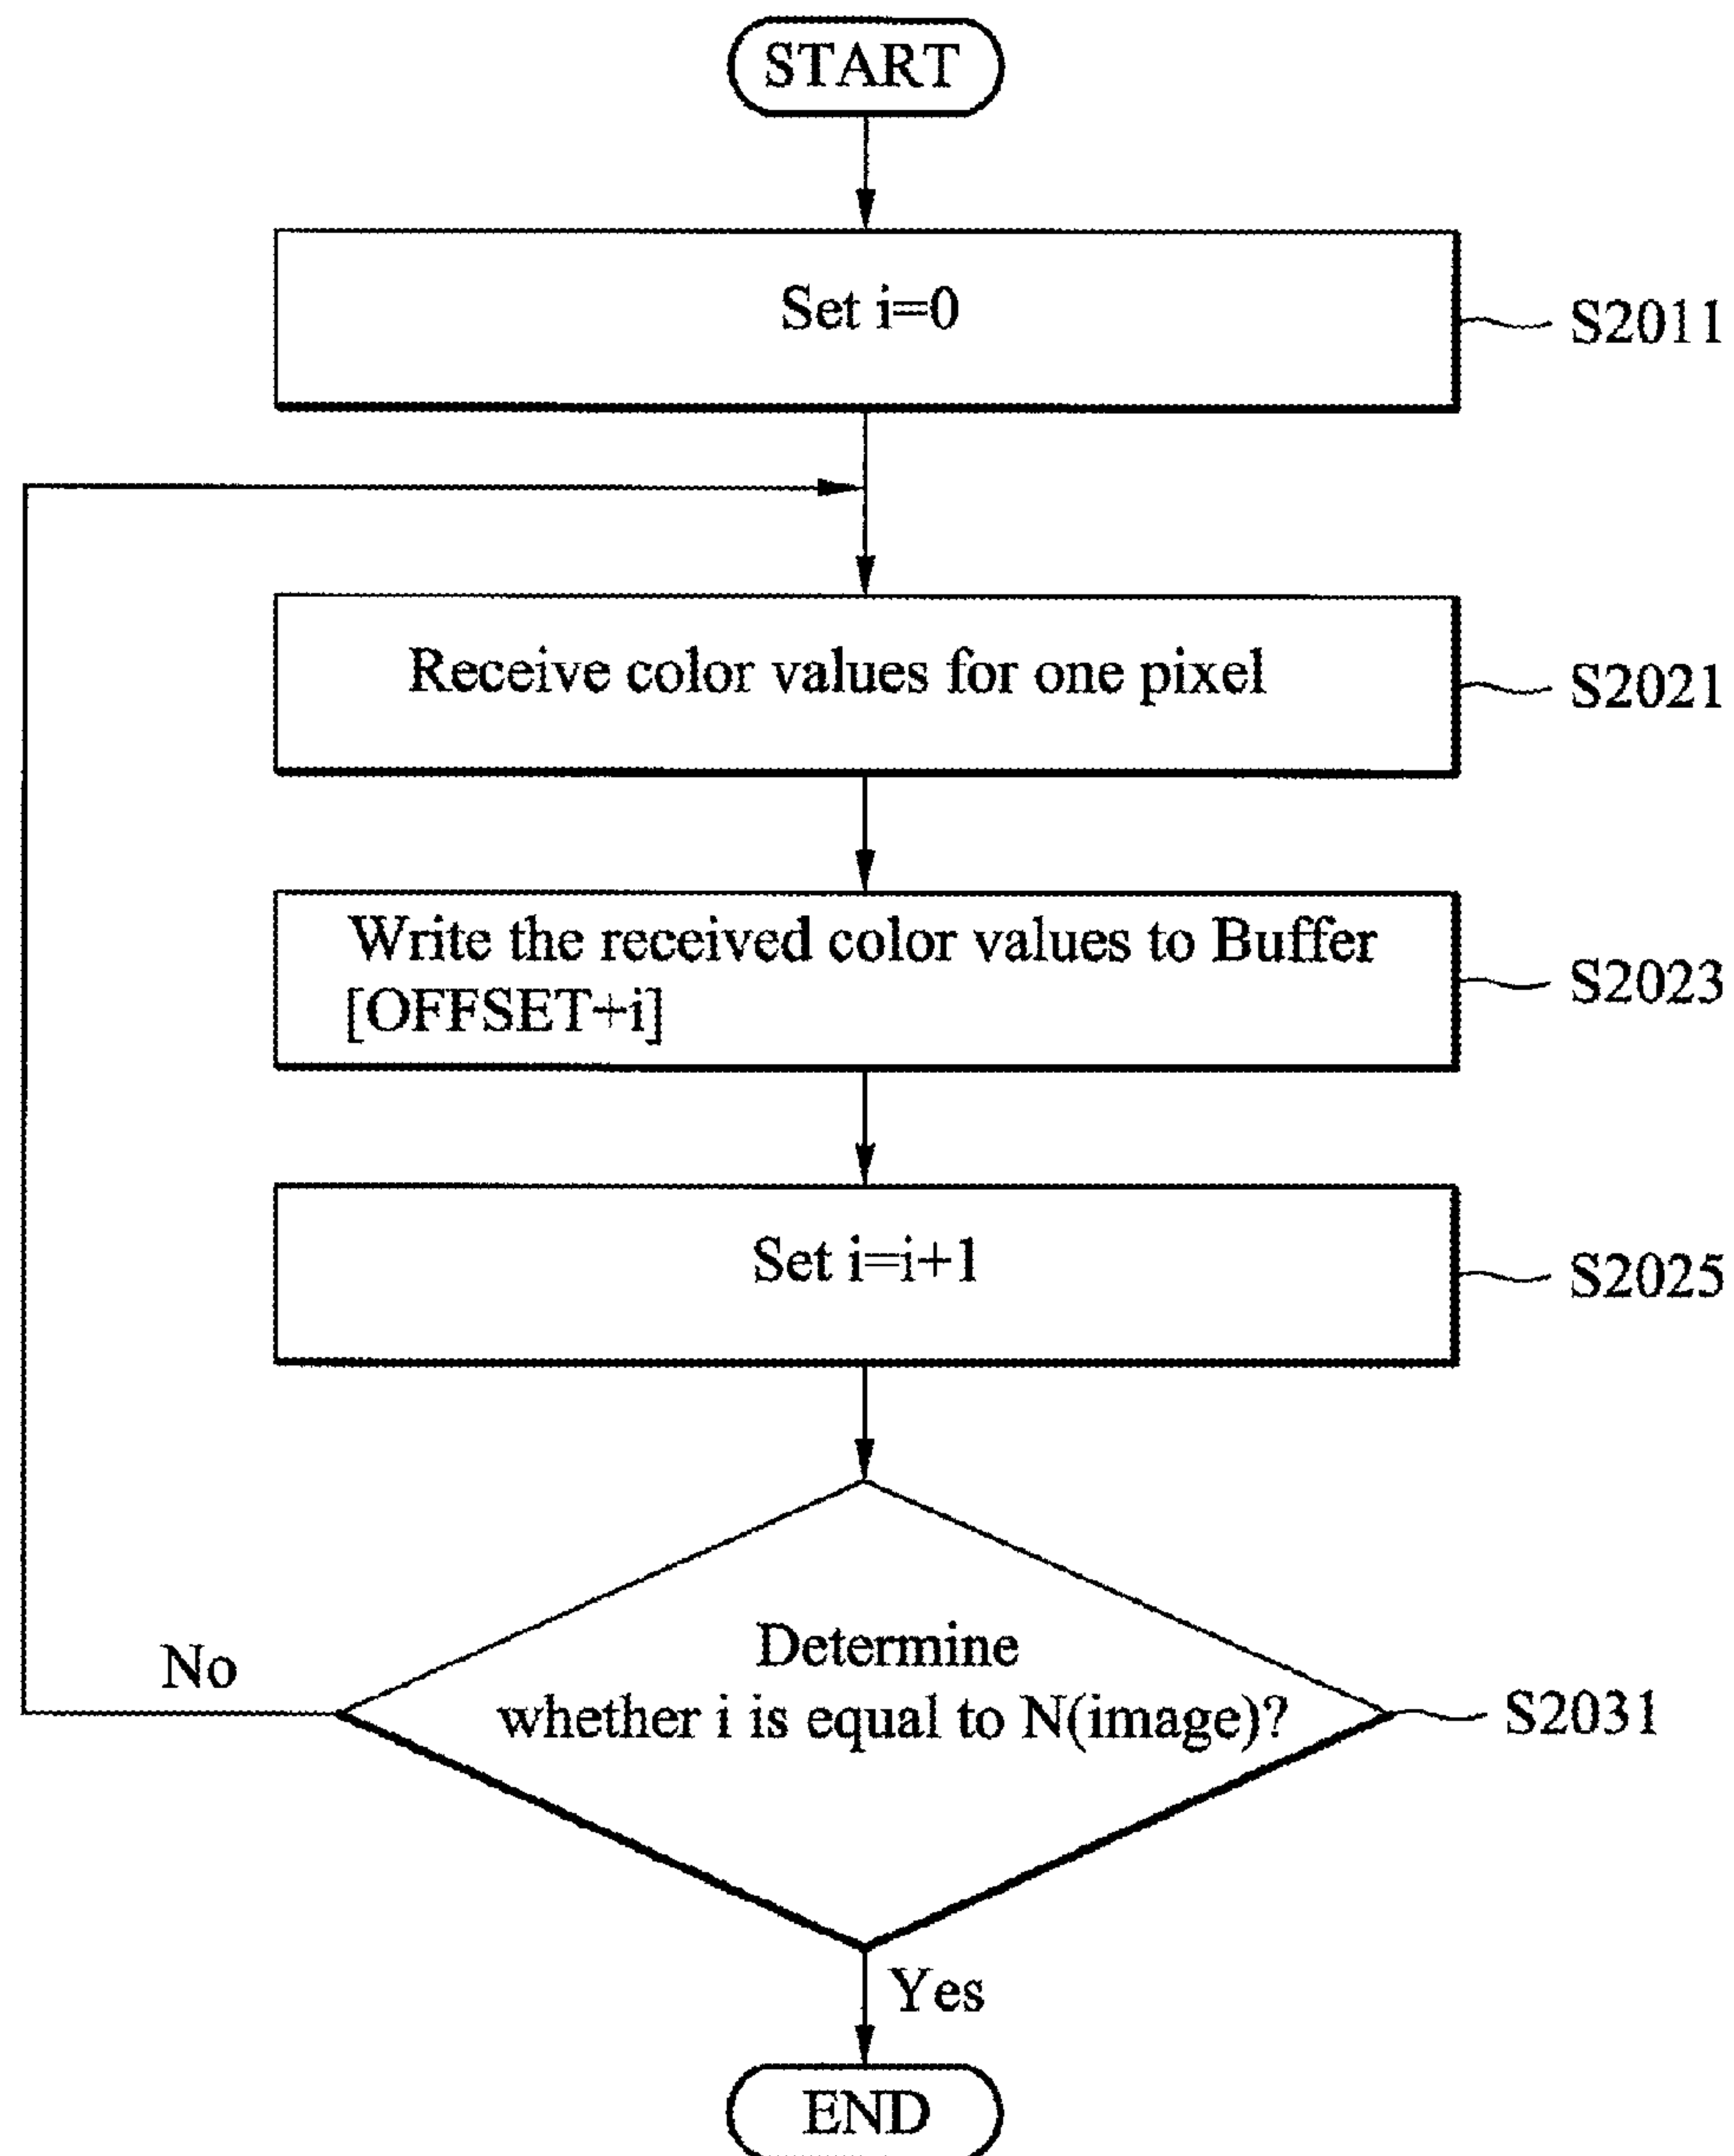 START
Set i=0
S2011
Receive color values for one pixel
S2021
Write the received color values to Buffer
[OFFSET+i]
S2023
Set i=i+1
S2025
Determine
whether i is equal to N(image)?
S2031
No
Yes
END